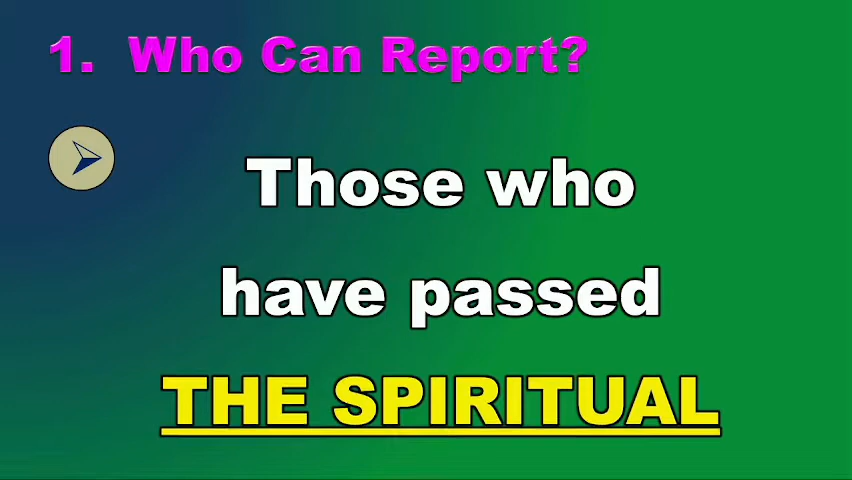 1. Who Can Report?
Those who
have passed
THE SPIRITUAL